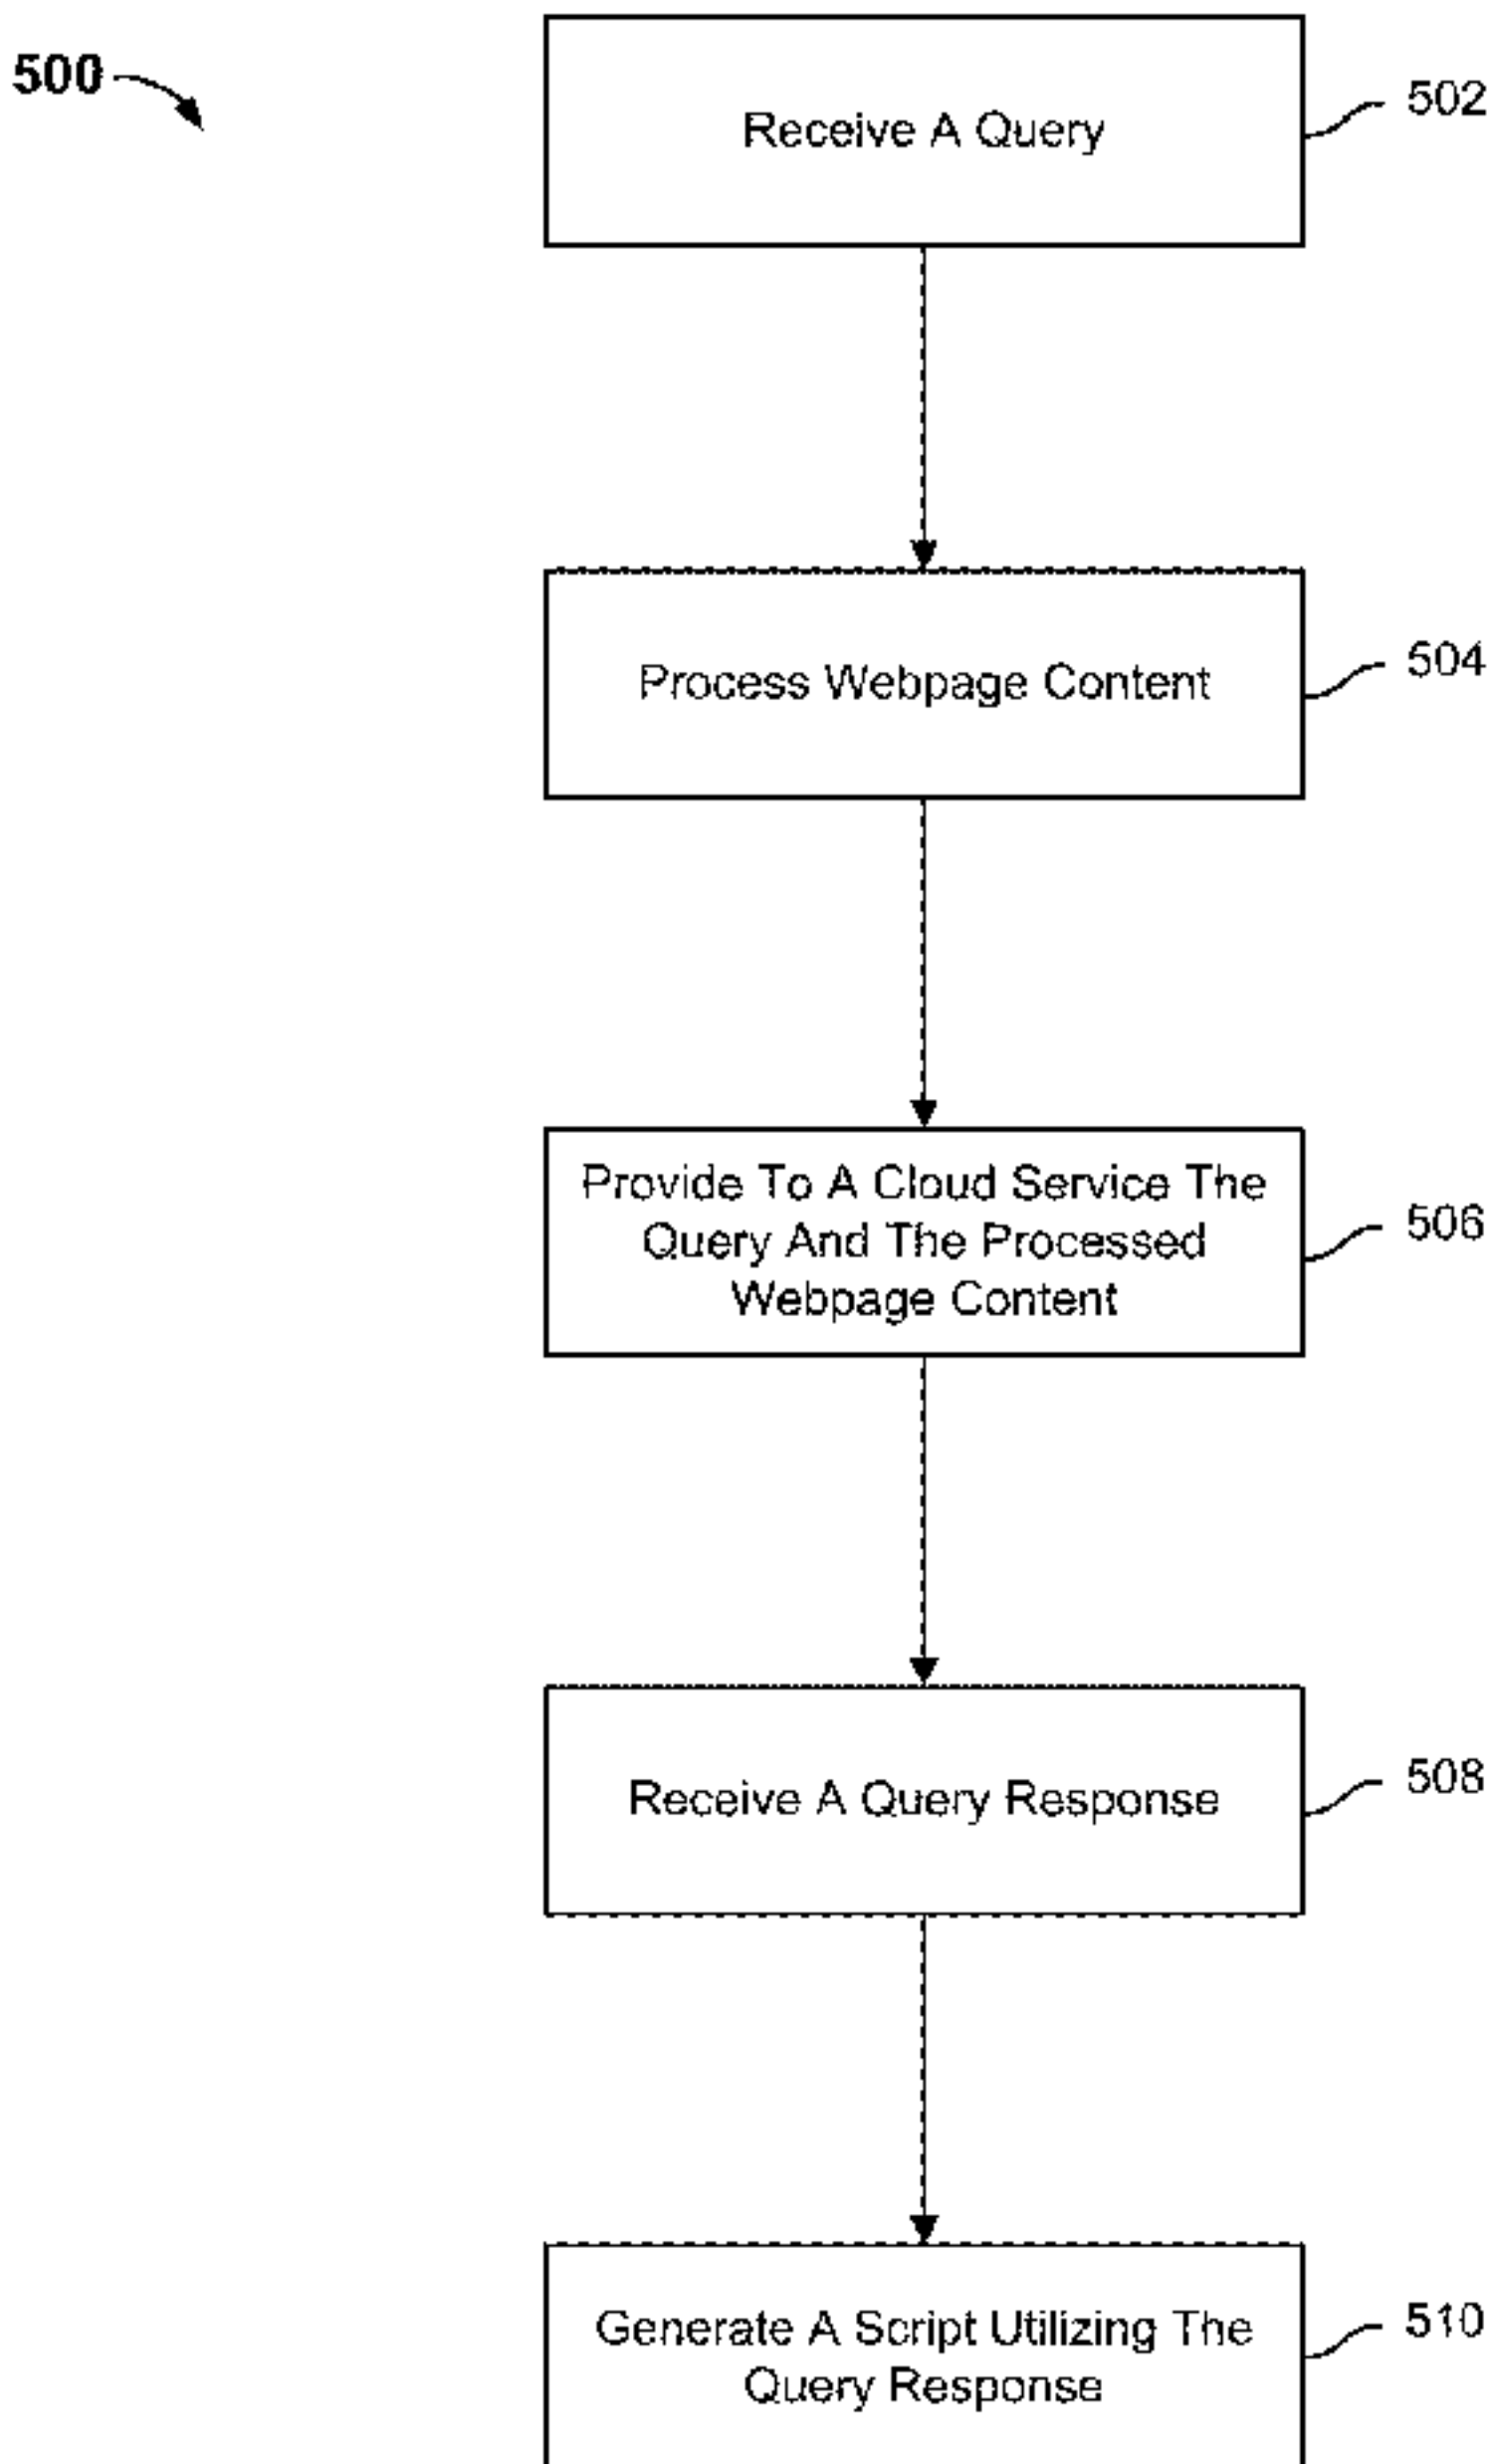 500
Receive A Query
502
Process Webpage Content
504
Provide To A Cloud Service The
Query And The Processed
Webpage Content
506
Receive A Query Response
508
Generate A Script Utilizing The
Query Response
510